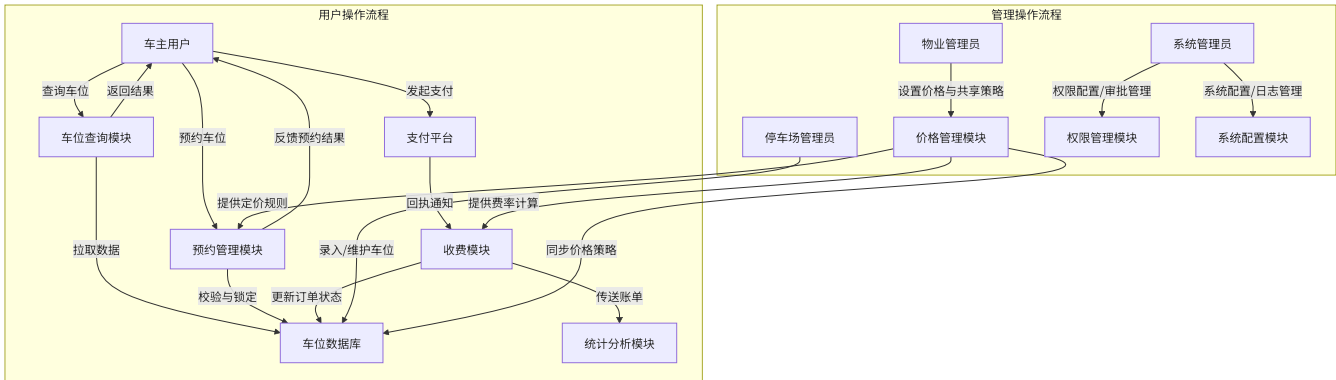 用户操作流程
管理操作流程
车主用户
物业管理员
系统管理员
查询车位
返回结果
发起支付
设置价格与共享策略
权限配置/审批管理
系统配置/日志管理
车位查询模块
预约车位
反馈预约结果
支付平台
停车场管理员
价格管理模块
权限管理模块
系统配置模块
提供定价规则
回执通知
提供费率计算
拉取数据
预约管理模块
录入/维护车位
收费模块
同步价格策略
校验与锁定
更新订单状态
传送账单
车位数据库
统计分析模块